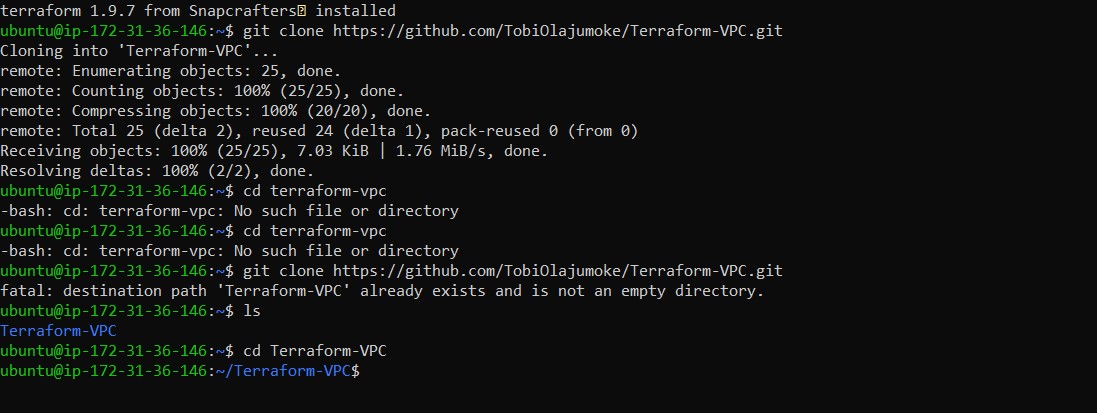 terraform 1.9.7 from Snapcrafters⍰ installed
ubuntu@ip-172-31-36-146:~$ git clone https://github.com/TobiOlajumoke/Terraform-VPC.git
Cloning into 'Terraform-VPC'...
remote: Enumerating objects: 25, done.
remote: Counting objects: 100% (25/25), done.
remote: Compressing objects: 100% (20/20), done.
remote: Total 25 (delta 2), reused 24 (delta 1), pack-reused 0 (from 0)
Receiving objects: 100% (25/25), 7.03 KiB | 1.76 MiB/s, done.
Resolving deltas: 100% (2/2), done.
ubuntu@ip-172-31-36-146:~$ cd terraform-vpc
-bash: cd: terraform-vpc: No such file or directory
ubuntu@ip-172-31-36-146:~$ cd terraform-vpc
-bash: cd: terraform-vpc: No such file or directory
ubuntu@ip-172-31-36-146:~$ git clone https://github.com/TobiOlajumoke/Terraform-VPC.git
fatal: destination path 'Terraform-VPC' already exists and is not an empty directory.
ubuntu@ip-172-31-36-146:~$ ls
Terraform-VPC
ubuntu@ip-172-31-36-146:~$ cd Terraform-VPC
ubuntu@ip-172-31-36-146:~/Terraform-VPC$